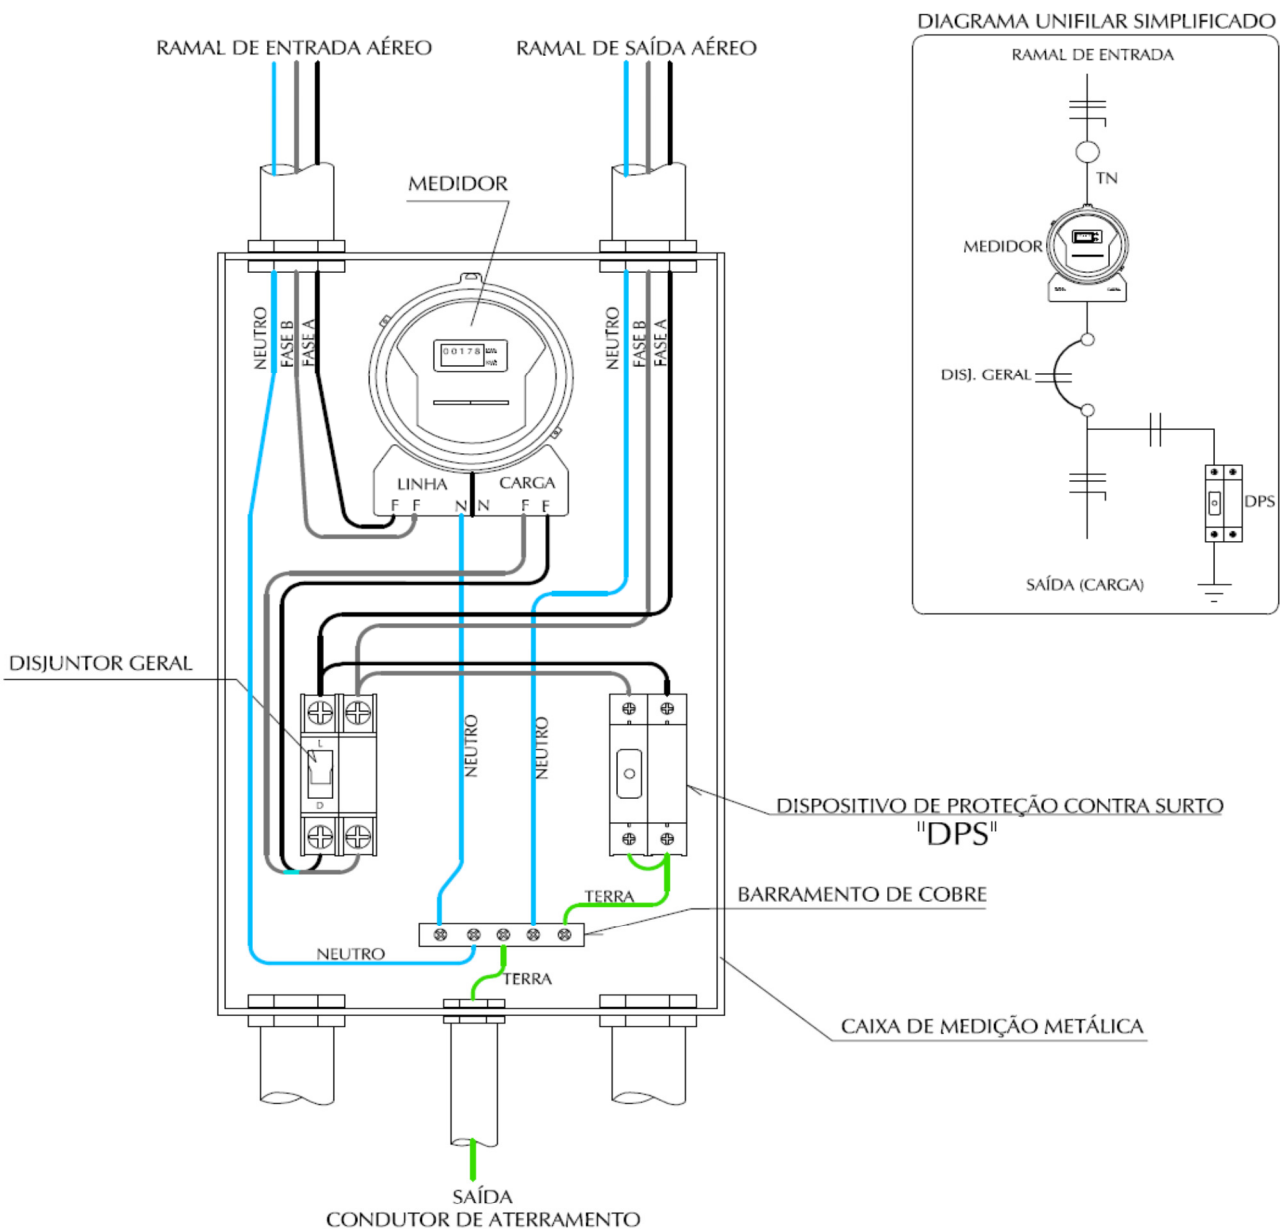 DIAGRAMA UNIFILAR SIMPLIFICADO
RAMAL DE ENTRADA AÉREO
RAMAL DE SAÍDA AÉREO
RAMAL DE ENTRADA
TN
MEDIDOR
DISJ. GERAL
DPS
SAÍDA (CARGA)
MEDIDOR
NEUTRO
FASE B
FASE A
NEUTRO
FASE B
FASE A
00178
LINHA
CARGA
F F N N F F
DISJUNTOR GERAL
L
D
NEUTRO
NEUTRO
DISPOSITIVO DE PROTEÇÃO CONTRA SURTO
"DPS"
TERRA
BARRAMENTO DE COBRE
NEUTRO
TERRA
CAIXA DE MEDIÇÃO METÁLICA
SAÍDA
CONDUTOR DE ATERRAMENTO